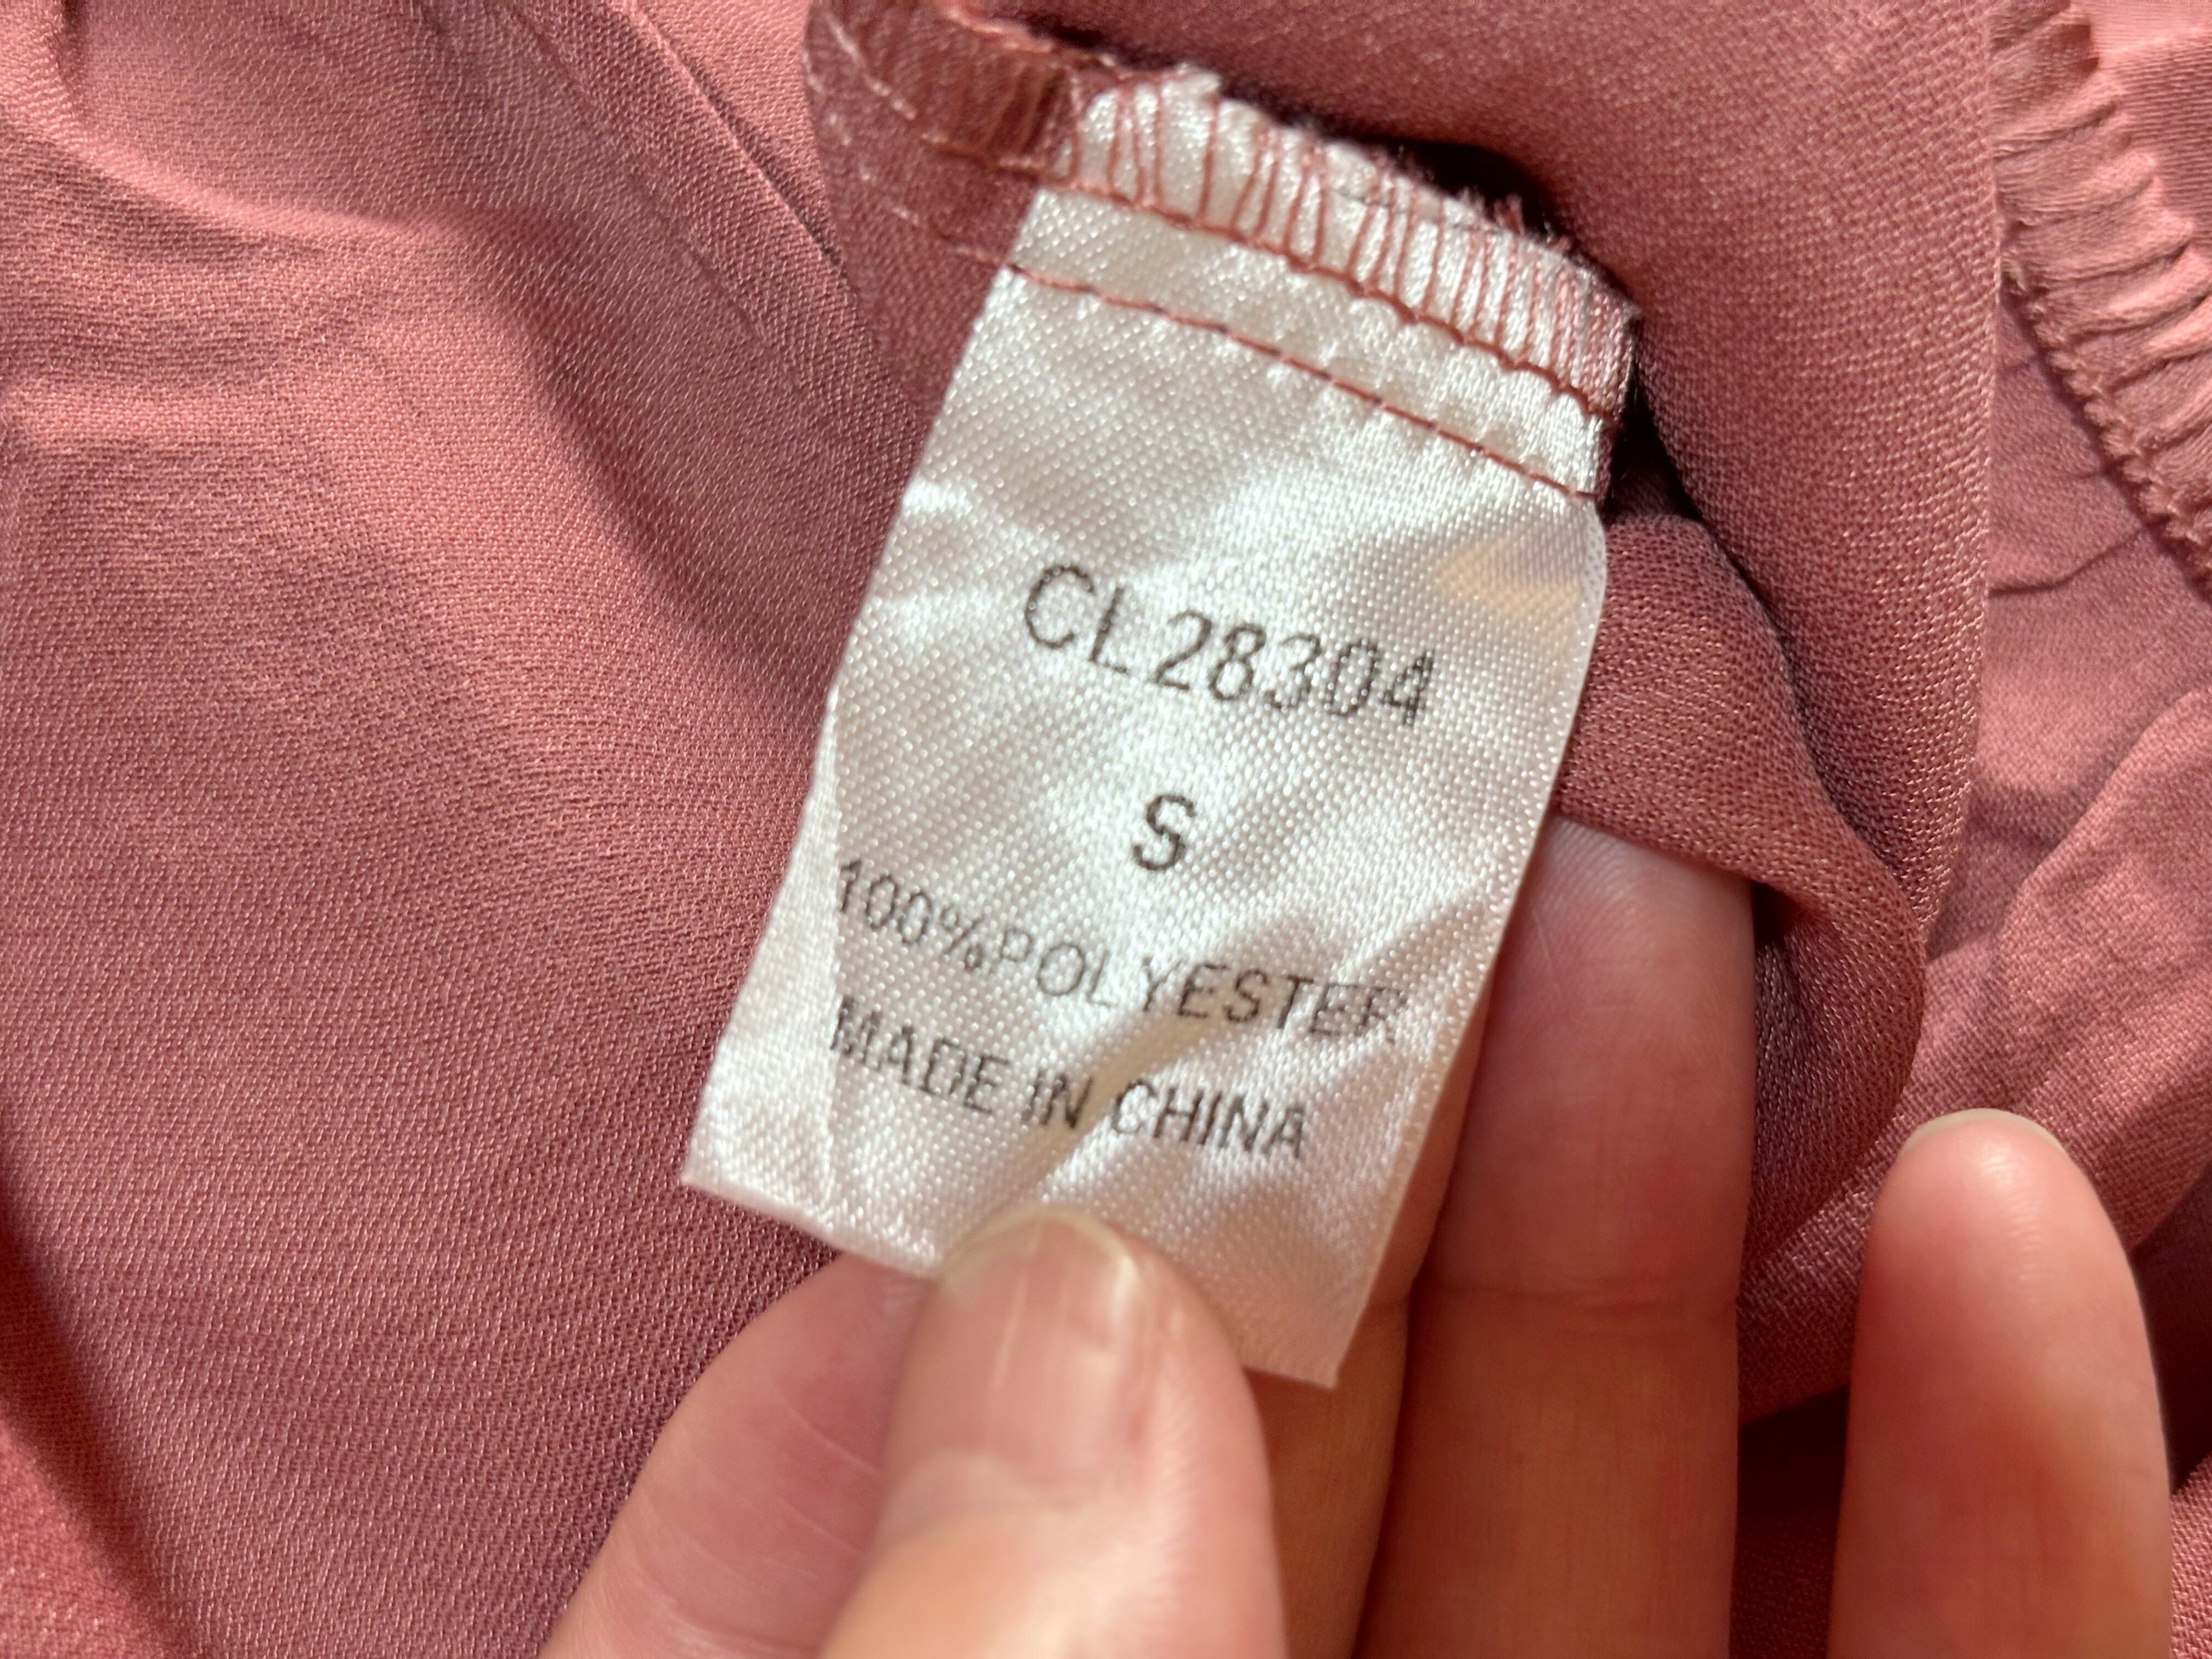 CL28304
S
100%POLYESTER
MADE IN CHINA